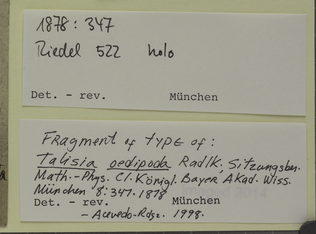 1878: 347
Riedel 522 holo
Det. - rev. München
Fragment of type of:
Talisia oedipoda Radlk, Sitzungsber.
Math.-Phys. Cl. Königl. Bayer, Akad. Wiss.
München 8:347. 1878
Det. - rev. München
- Acevedo-Rdgz. 1998.